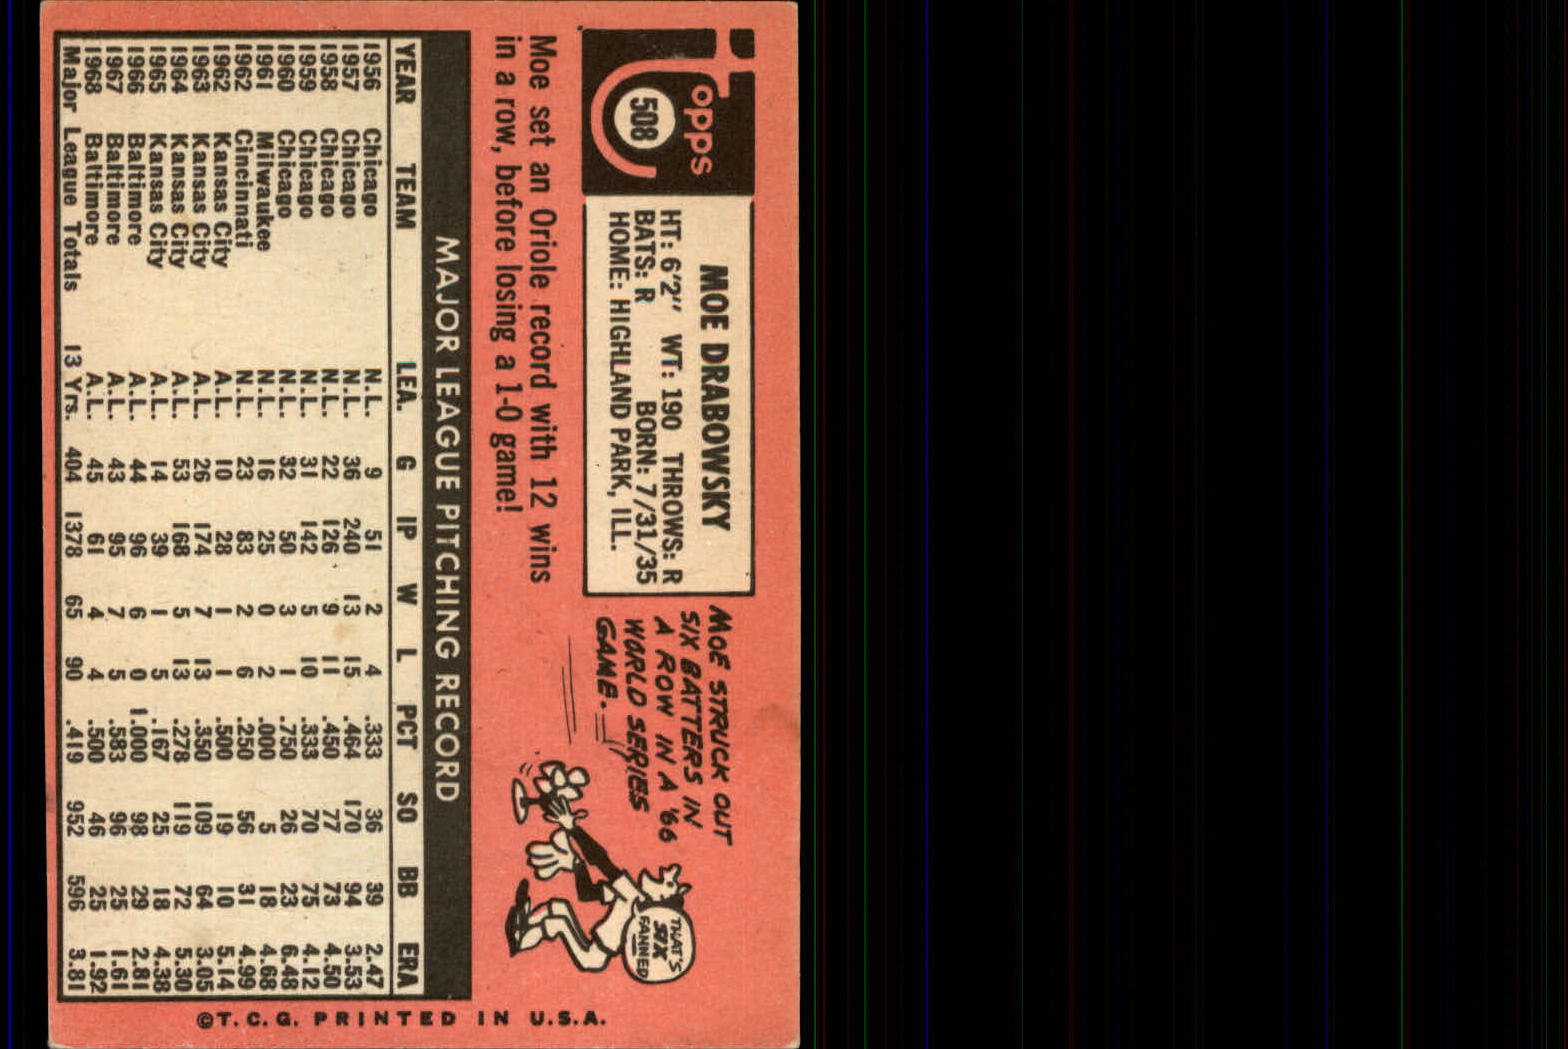 Topps
508
MOE DRABOWSKY
HT: 6'2" WT: 190 THROWS: R
BATS: R BORN: 7/31/35
HOME: HIGHLAND PARK, ILL.
MOE STRUCK OUT
SIX BATTERS IN
A ROW IN A '66
WORLD SERIES
GAME.
THAT'S
SIX
FANNED
Moe set an Oriole record with 12 wins
in a row, before losing a 1-0 game!
MAJOR LEAGUE PITCHING RECORD
YEAR TEAM LEA. G IP W L PCT SO BB ERA
1956 Chicago N.L. 9 51 2 4 .333 36 39 2.47
1957 Chicago N.L. 36 240 13 15 .464 170 94 3.53
1958 Chicago N.L. 22 126 9 11 .450 77 73 4.50
1959 Chicago N.L. 31 142 5 10 .333 70 75 4.12
1960 Chicago N.L. 32 50 3 1 .750 26 23 6.48
1961 Milwaukee N.L. 16 25 0 2 .000 5 18 4.68
1962 Cincinnati N.L. 23 83 2 6 .250 56 31 4.99
1962 Kansas City A.L. 10 28 1 1 .500 19 10 5.14
1963 Kansas City A.L. 26 174 7 13 .350 109 64 3.05
1964 Kansas City A.L. 53 168 5 13 .278 119 72 5.30
1965 Kansas City A.L. 14 39 1 5 .167 25 18 4.38
1966 Baltimore A.L. 44 96 6 0 1.000 98 29 2.81
1967 Baltimore A.L. 43 95 7 5 .583 96 25 1.61
1968 Baltimore A.L. 45 61 4 4 .500 46 25 1.92
Major League Totals 13 Yrs. 404 1378 65 90 .419 952 596 3.81
©T.C.G. PRINTED IN U.S.A.